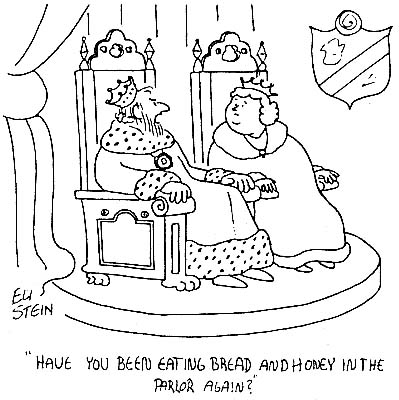 ELI
STEIN
"HAVE YOU BEEN EATING BREAD AND HONEY IN THE
PARLOR AGAIN?"